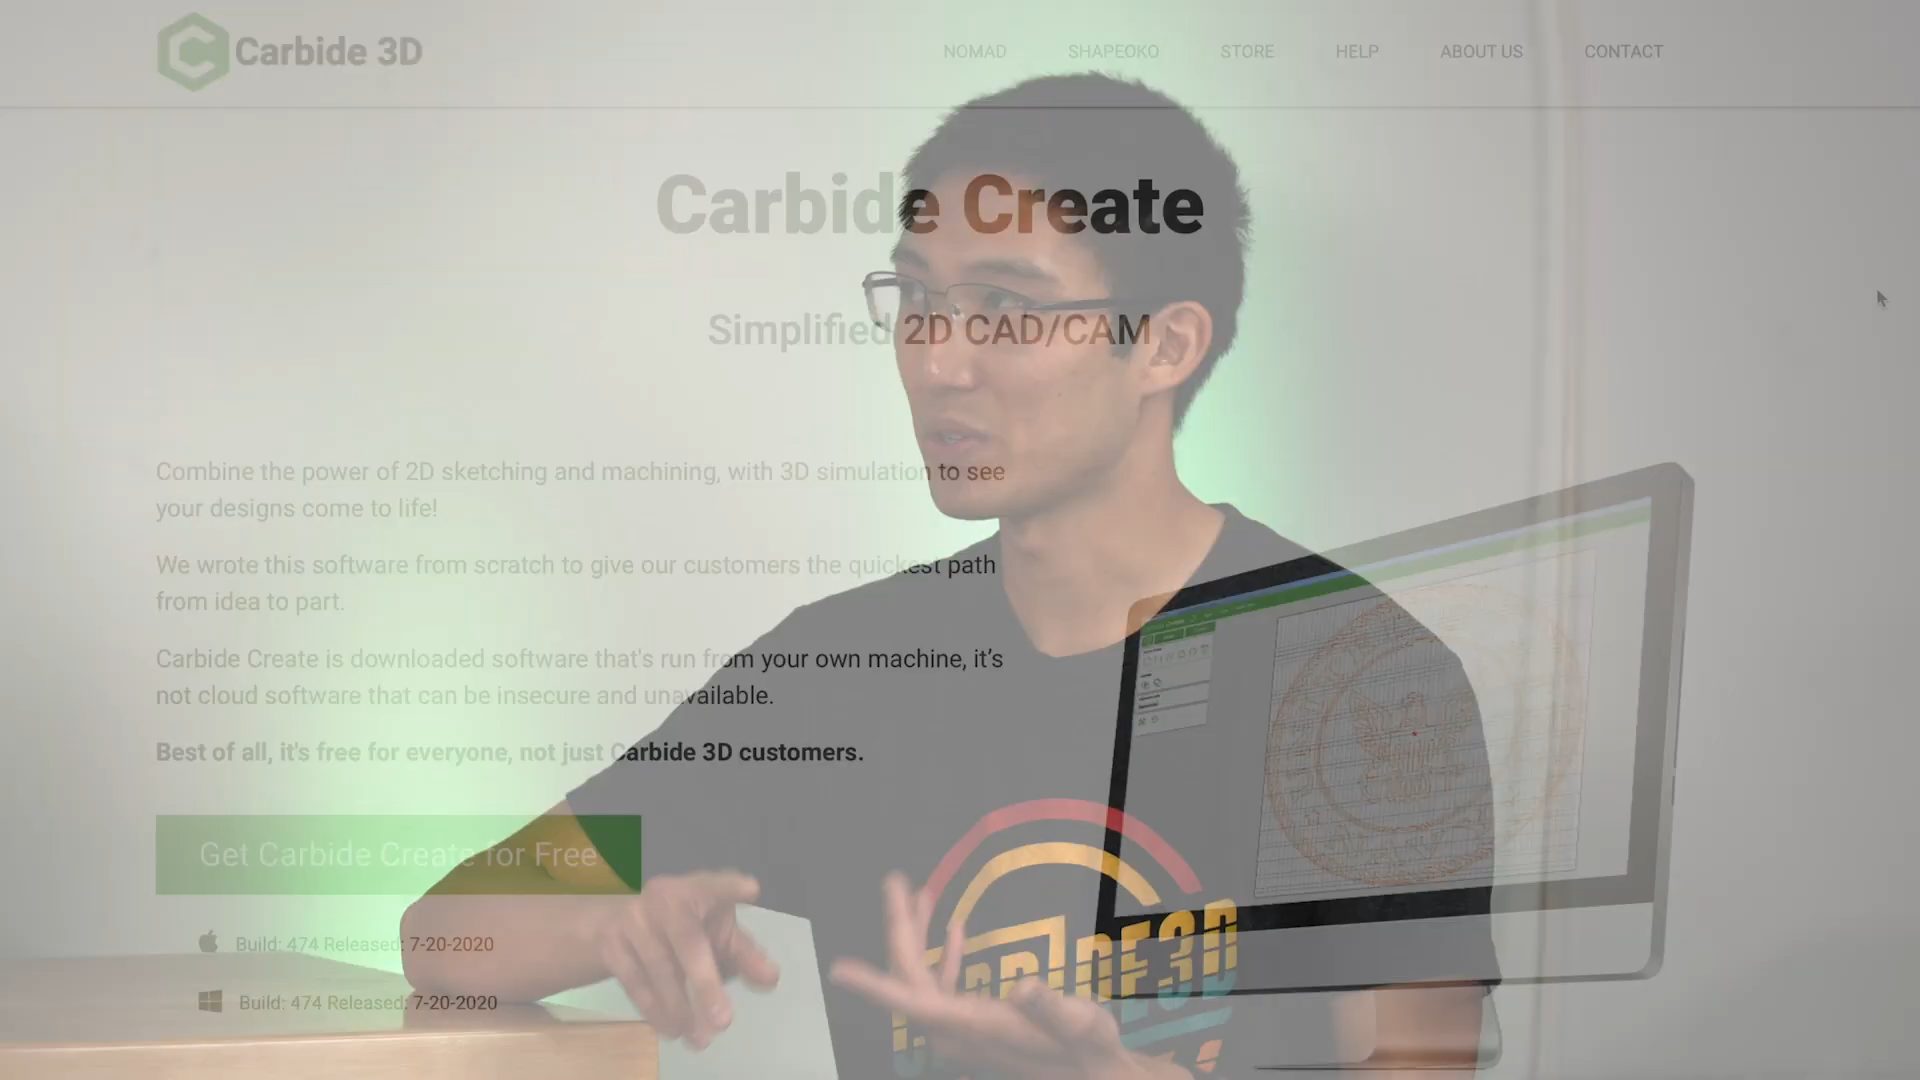 Carbide 3D
NOMAD SHAPEOKO STORE HELP ABOUT US CONTACT
Carbide Create
Simplified 2D CAD/CAM
Combine the power of 2D sketching and machining, with 3D simulation to see
your designs come to life!
We wrote this software from scratch to give our customers the quickest path
from idea to part.
Carbide Create is downloaded software that's run from your own machine, it's
not cloud software that can be insecure and unavailable.
Best of all, it's free for everyone, not just Carbide 3D customers.
Get Carbide Create for Free
Build: 474 Released: 7-20-2020
Build: 474 Released: 7-20-2020
CARBIDE3D